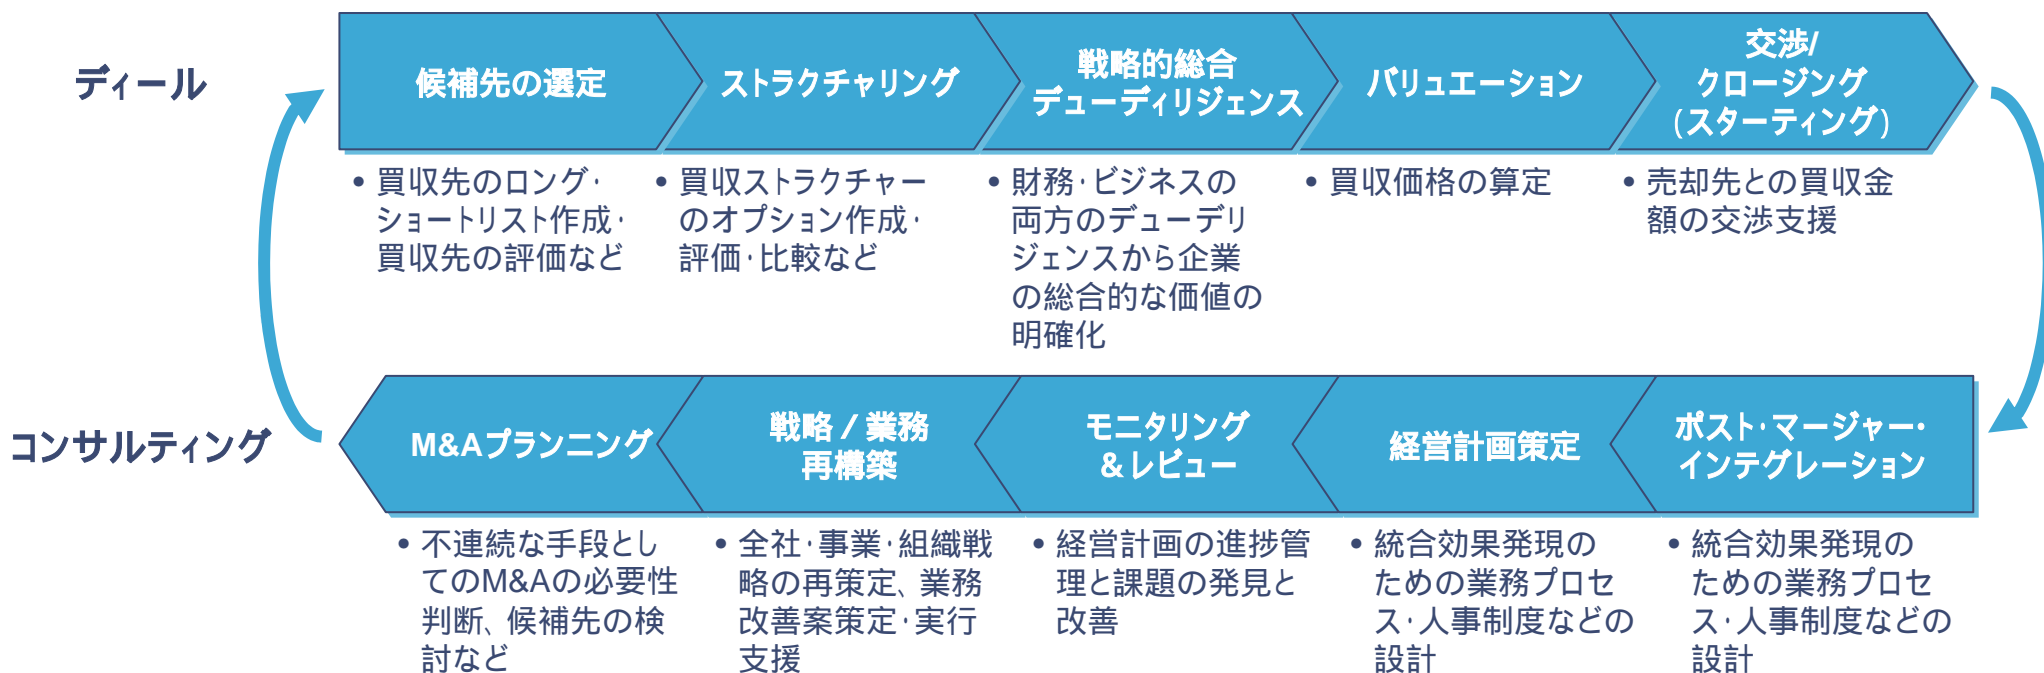 ディール
候補先の選定
ストラクチャリング
戦略的総合
デューディリジェンス
バリュエーション
交渉/
クロージング
(スターティング)
• 買収先のロング・
ショートリスト作成・
買収先の評価など
• 買収ストラクチャー
のオプション作成・
評価・比較など
• 財務・ビジネスの
両方のデューデリ
ジェンスから企業
の総合的な価値の
明確化
• 買収価格の算定
• 売却先との買収金
額の交渉支援
コンサルティング
M&Aプランニング
戦略 / 業務
再構築
モニタリング
&レビュー
経営計画策定
ポスト・マージャー・
インテグレーション
• 不連続な手段とし
てのM&Aの必要性
判断、候補先の検
討など
• 全社・事業・組織戦
略の再策定、業務
改善案策定・実行
支援
• 経営計画の進捗管
理と課題の発見と
改善
• 統合効果発現の
ための業務プロセ
ス・人事制度などの
設計
• 統合効果発現の
ための業務プロセ
ス・人事制度などの
設計